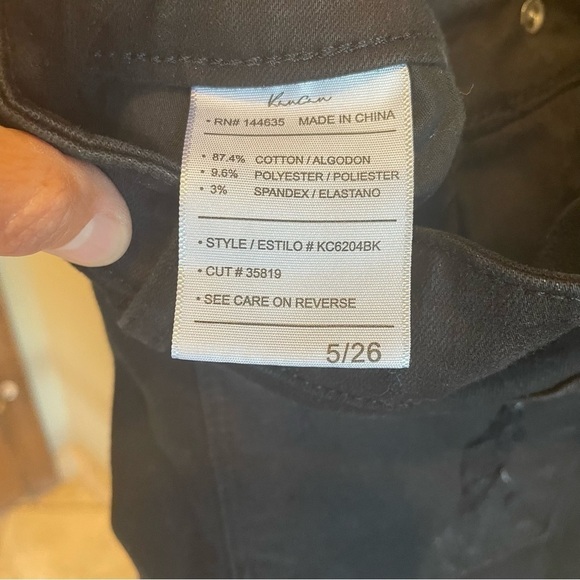 KanCan
• RN# 144635 MADE IN CHINA
• 87.4% COTTON / ALGODON
• 9.6% POLYESTER / POLIESTER
• 3% SPANDEX / ELASTANO
• STYLE / ESTILO # KC6204BK
• CUT # 35819
• SEE CARE ON REVERSE
5/26